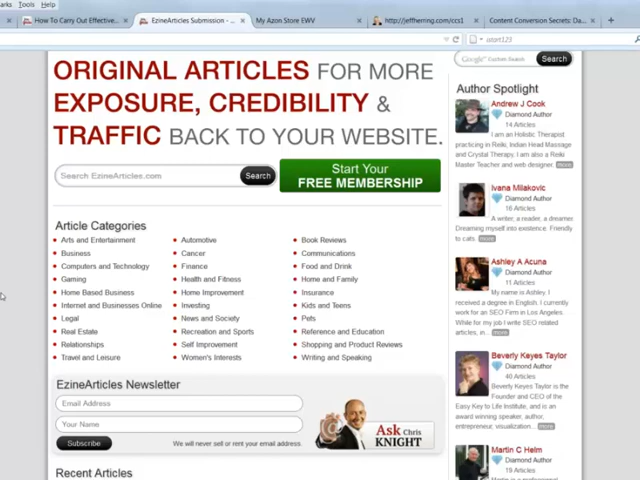 Tools Help
How To Carry Out Effective...
EzineArticles Submission - ...
My Azon Store EWV
http://jeffherring.com/ccs1
Content Conversion Secrets: Da...
ORIGINAL ARTICLES FOR MORE
EXPOSURE, CREDIBILITY &
TRAFFIC BACK TO YOUR WEBSITE.
Search EzineArticles.com
Search
Start Your
FREE MEMBERSHIP
Article Categories
Arts and Entertainment
Automotive
Book Reviews
Business
Cancer
Communications
Computers and Technology
Finance
Food and Drink
Gaming
Health and Fitness
Home and Family
Home Based Business
Home Improvement
Insurance
Internet and Businesses Online
Investing
Kids and Teens
Legal
News and Society
Pets
Real Estate
Recreation and Sports
Reference and Education
Relationships
Self Improvement
Shopping and Product Reviews
Travel and Leisure
Women's Interests
Writing and Speaking
EzineArticles Newsletter
Email Address
Your Name
Subscribe
We will never sell or rent your email address.
Ask Chris
KNIGHT
Recent Articles
Google Custom Search
Search
Author Spotlight
Andrew J Cook
Diamond Author
14 Articles
I am an Holistic Therapist
practicing in Reiki, Indian Head Massage
and Crystal Therapy. I am also a Reiki
Master Teacher and web designer. more
Ivana Milakovic
Diamond Author
16 Articles
A writer, a reader, a dreamer.
Dreaming myself into existence. Friendly
to cats. more
Ashley A Acuna
Diamond Author
11 Articles
My name is Ashley. I
received a degree in English. I currently
work for an SEO Firm in Los Angeles.
While for my job I write SEO related
articles, in... more
Beverly Keyes Taylor
Diamond Author
40 Articles
Beverly Keyes Taylor is the
Founder and CEO of the
Easy Key to Life Institute, and is an
award winning speaker, author,
entrepreneur, visualization... more
Martin C Helm
Diamond Author
19 Articles